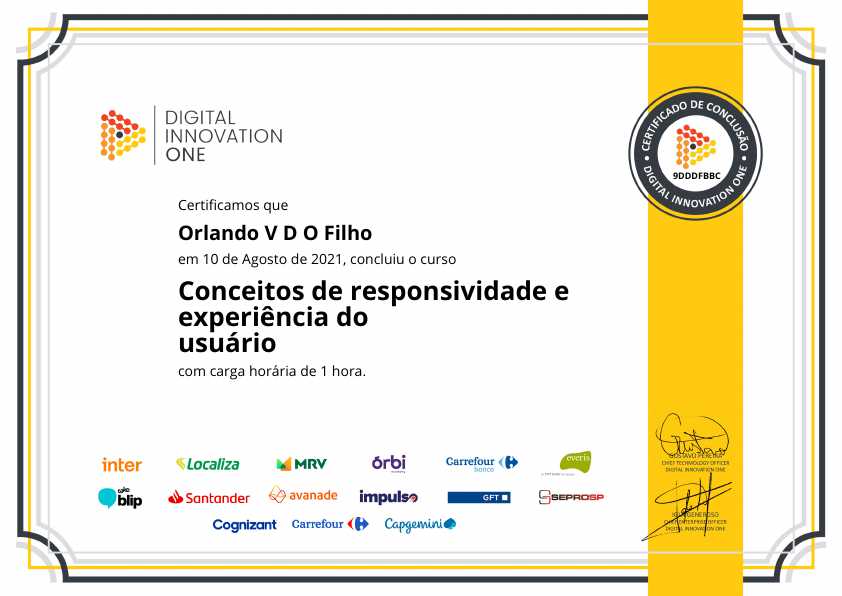 DIGITAL
INNOVATION
ONE
CERTIFICADO DE CONCLUSÃO
9DDDFBBC
DIGITAL INNOVATION ONE
Certificamos que
Orlando V D O Filho
em 10 de Agosto de 2021, concluiu o curso
Conceitos de responsividade e
experiência do
usuário
com carga horária de 1 hora.
GUSTAVO PEREIRA
CHIEF TECHNOLOGY OFFICER
DIGITAL INNOVATION ONE
inter
Localiza
MRV
órbi
Carrefour
banco
everis
blip
Santander
avanade
impulso
GFT
SEPROSP
GENEROSO
CHIEF ENTERPRISE OFFICER
DIGITAL INNOVATION ONE
Cognizant
Carrefour
Capgemini